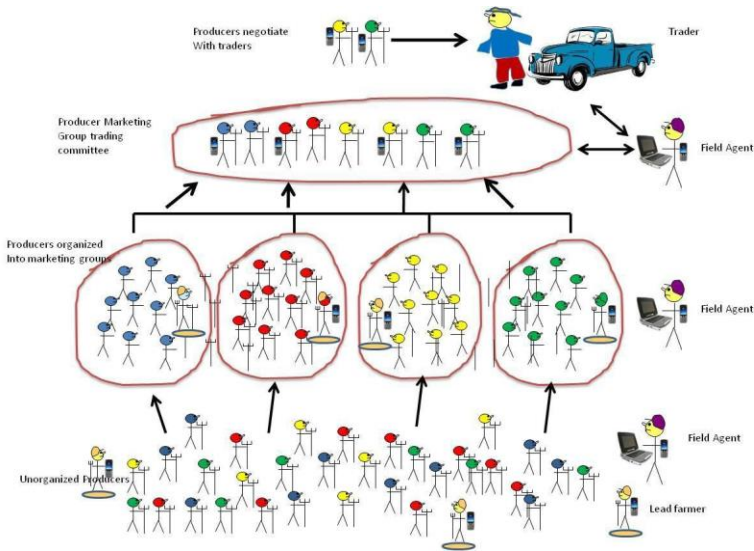 Producers negotiate
With traders
Trader
Producer Marketing
Group trading
committee
Field Agent
Producers organized
Into marketing groups
Field Agent
Field Agent
Unorganized Producers
Lead farmer